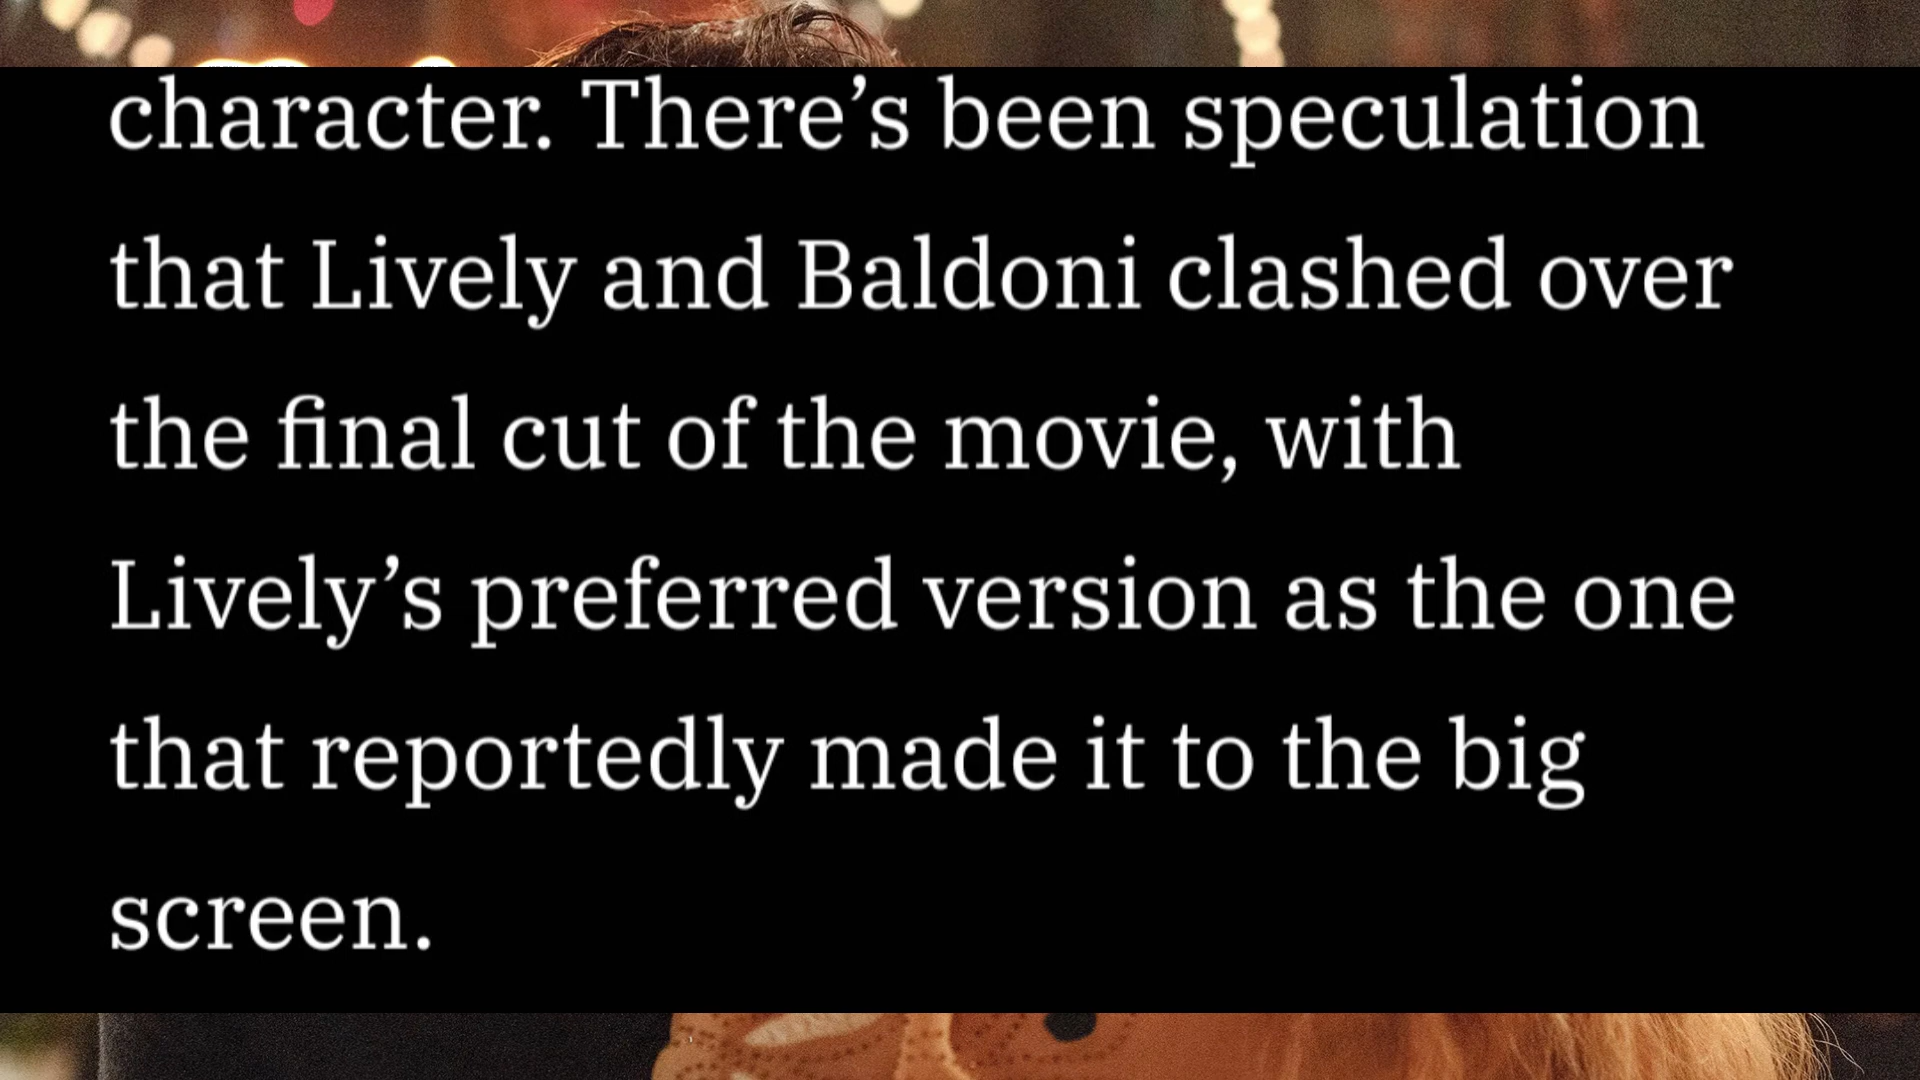 character. There’s been speculation
that Lively and Baldoni clashed over
the final cut of the movie, with
Lively’s preferred version as the one
that reportedly made it to the big
screen.